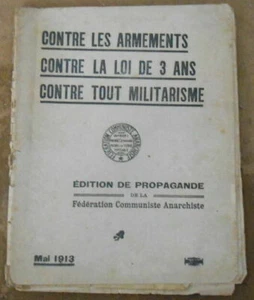 CONTRE LES ARMEMENTS
CONTRE LA LOI DE 3 ANS
CONTRE TOUT MILITARISME
ÉDITION DE PROPAGANDE
DE LA
Fédération Communiste Anarchiste
Mai 1913